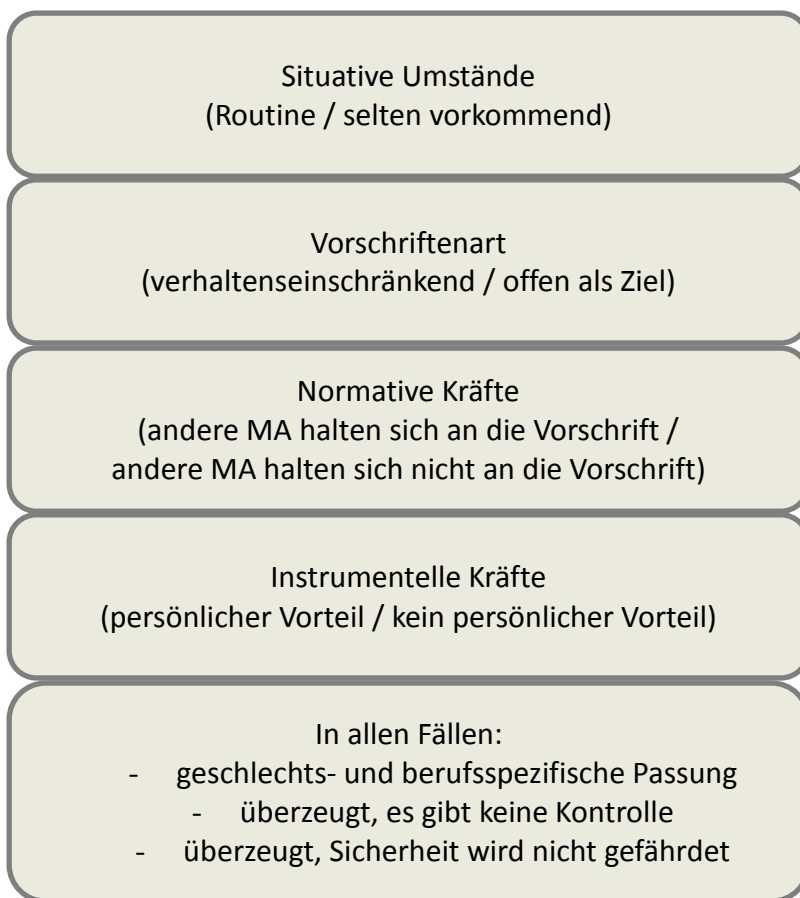 Situative Umstände
(Routine / selten vorkommend)
Vorschriftenart
(verhaltenseinschränkend / offen als Ziel)
Normative Kräfte
(andere MA halten sich an die Vorschrift /
andere MA halten sich nicht an die Vorschrift)
Instrumentelle Kräfte
(persönlicher Vorteil / kein persönlicher Vorteil)
In allen Fällen:
- geschlechts- und berufsspezifische Passung
- überzeugt, es gibt keine Kontrolle
- überzeugt, Sicherheit wird nicht gefährdet